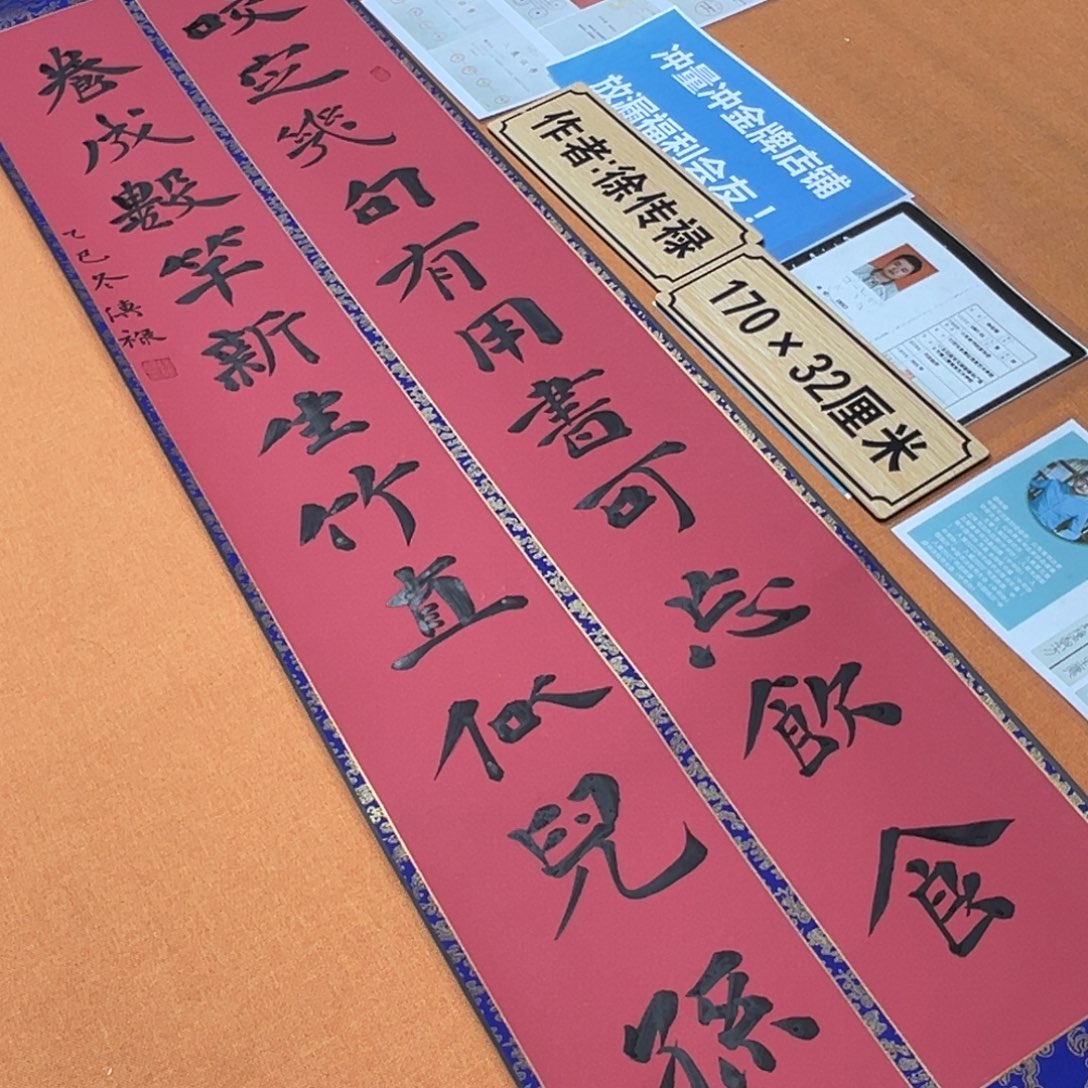 咬定幾句有用書可忘飲食
養成數竿新生竹直似兒孫
乙巳冬傳祿
冲量冲金牌店铺
放漏福利会友！
作者:徐传禄
170×32厘米